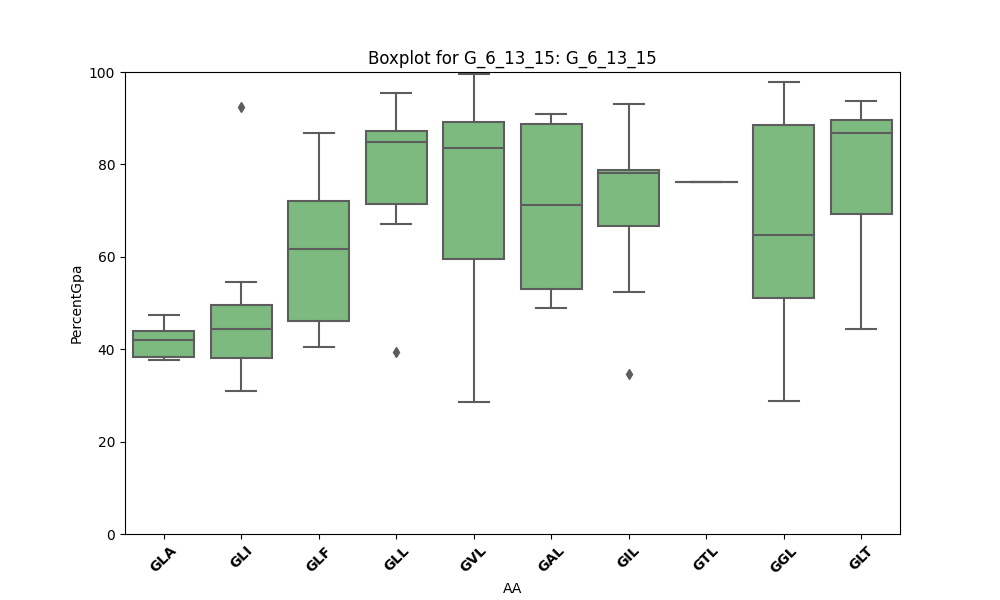 Boxplot for G_6_13_15: G_6_13_15
100
80
60
40
20
0
PercentGpa
GLA
GLI
GLF
GLL
GVL
GAL
GIL
GTL
GGL
GLT
AA